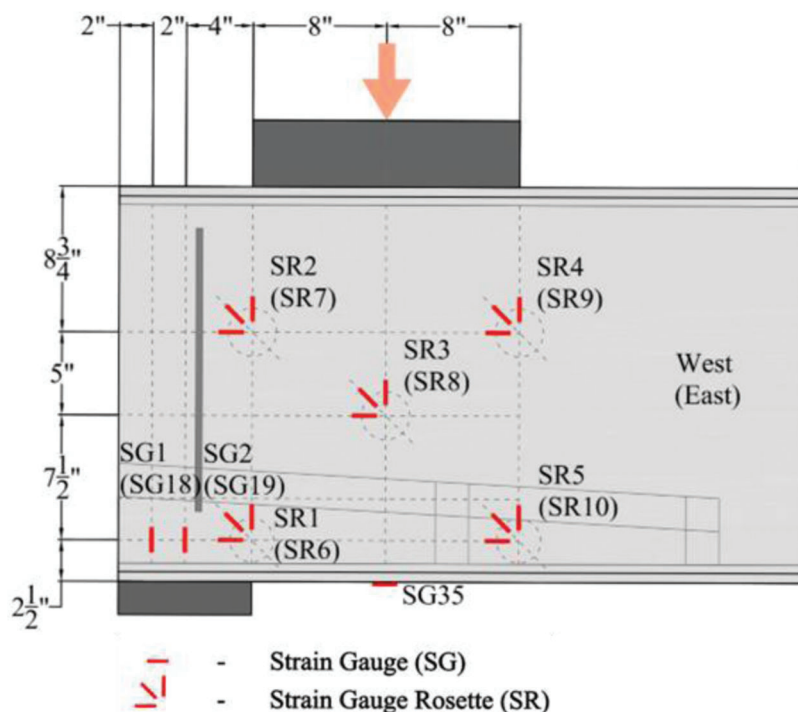 2" 2" 4" 8" 8"
8 3/4"
SR2 SR4
(SR7) (SR9)
SR3
(SR8)
5"
West
(East)
7 1/2"
SG1 SG2
(SG18) (SG19)
SR5
(SR10)
SR1
(SR6)
2 1/2"
SG35
- Strain Gauge (SG)
- Strain Gauge Rosette (SR)